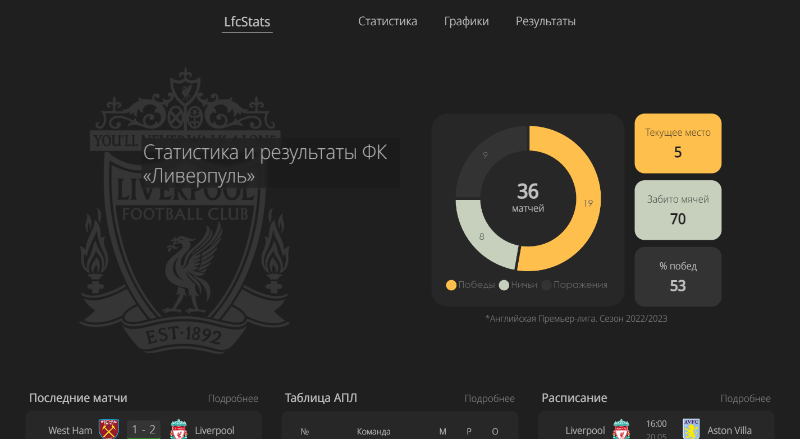 LfcStats
Статистика
Графики
Результаты
YOU'LL NEVER WALK ALONE
Статистика и результаты ФК
«Ливерпуль»
LIVERPOOL
FOOTBALL CLUB
EST·1892
9
19
8
36
матчей
Победы
Ничьи
Поражения
Текущее место
5
Забито мячей
70
% побед
53
*Английская Премьер-лига. Сезон 2022/2023
Последние матчи
Подробнее
West Ham
1 - 2
Liverpool
Таблица АПЛ
Подробнее
№
Команда
М
Р
О
Расписание
Подробнее
Liverpool
16:00
20.05
AVFC
Aston Villa